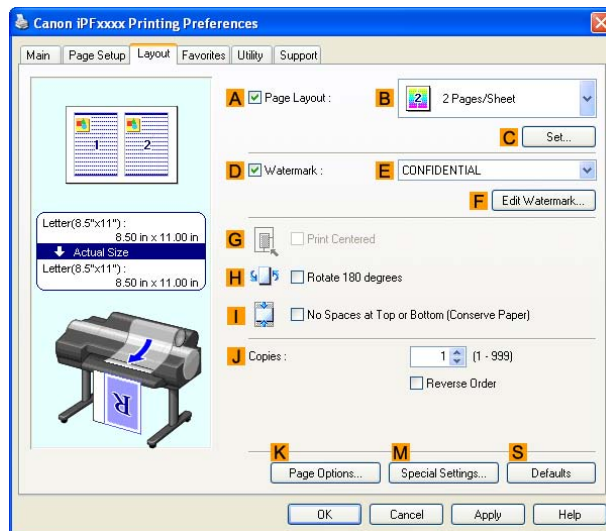 Canon iPFxxxx Printing Preferences
Main Page Setup Layout Favorites Utility Support
A Page Layout : B 2 2 Pages/Sheet
1 2
C Set...
D Watermark : E CONFIDENTIAL
F Edit Watermark...
Letter(8.5"x11") :
8.50 in x 11.00 in
Actual Size
Letter(8.5"x11") :
8.50 in x 11.00 in
G Print Centered
H Rotate 180 degrees
I No Spaces at Top or Bottom (Conserve Paper)
J Copies : 1 (1 - 999)
Reverse Order
R
K M S
Page Options... Special Settings... Defaults
OK Cancel Apply Help